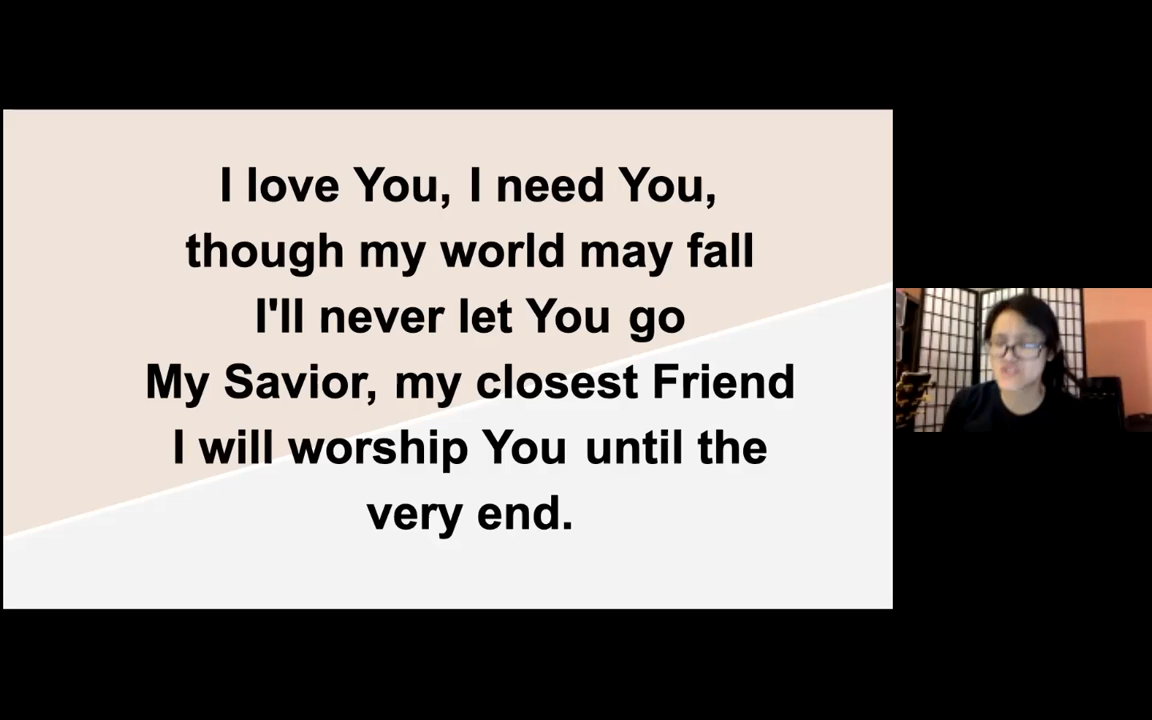 I love You, I need You,
though my world may fall
I'll never let You go
My Savior, my closest Friend
I will worship You until the
very end.